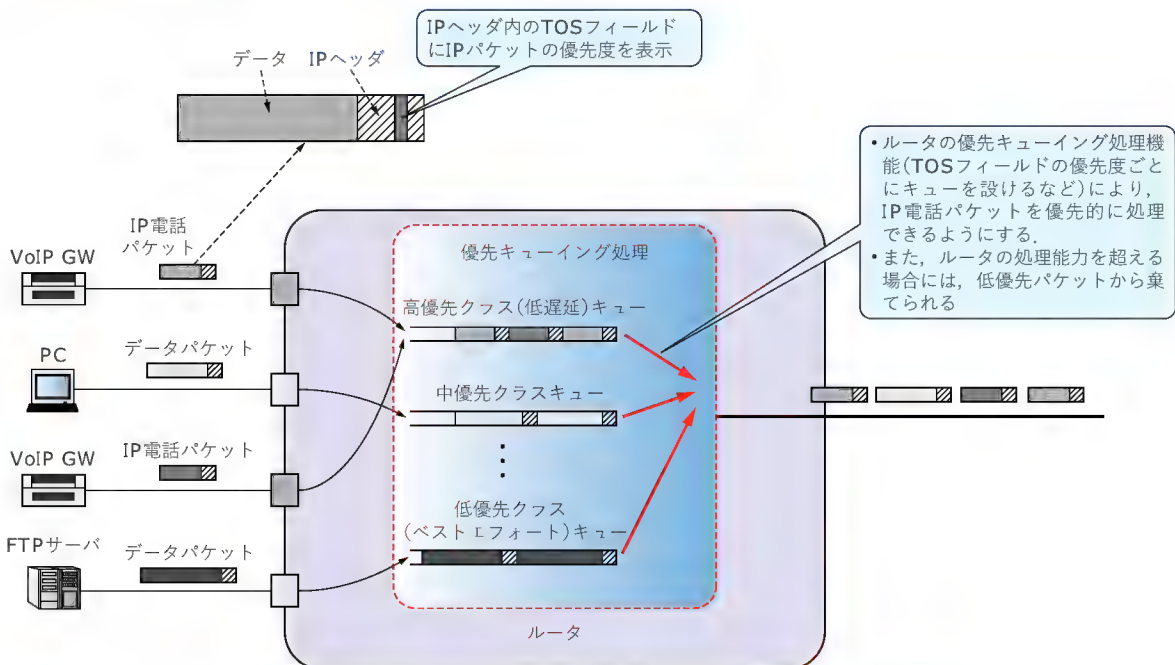 IPヘッダ内のTOSフィールド
にIPパケットの優先度を表示
データ
IPヘッダ
・ルータの優先キューイング処理機
能(TOSフィールドの優先度ごと
にキューを設けるなど)により,
IP電話パケットを優先的に処理
できるようにする.
・また,ルータの処理能力を超える
場合には,低優先パケットから棄
てられる
IP電話
パケット
VoIP GW
優先キューイング処理
高優先クラス(低遅延)キュー
データパケット
PC
中優先クラスキュー
IP電話パケット
VoIP GW
低優先クラス
(ベストエフォート)キュー
FTPサーバ
データパケット
ルータ